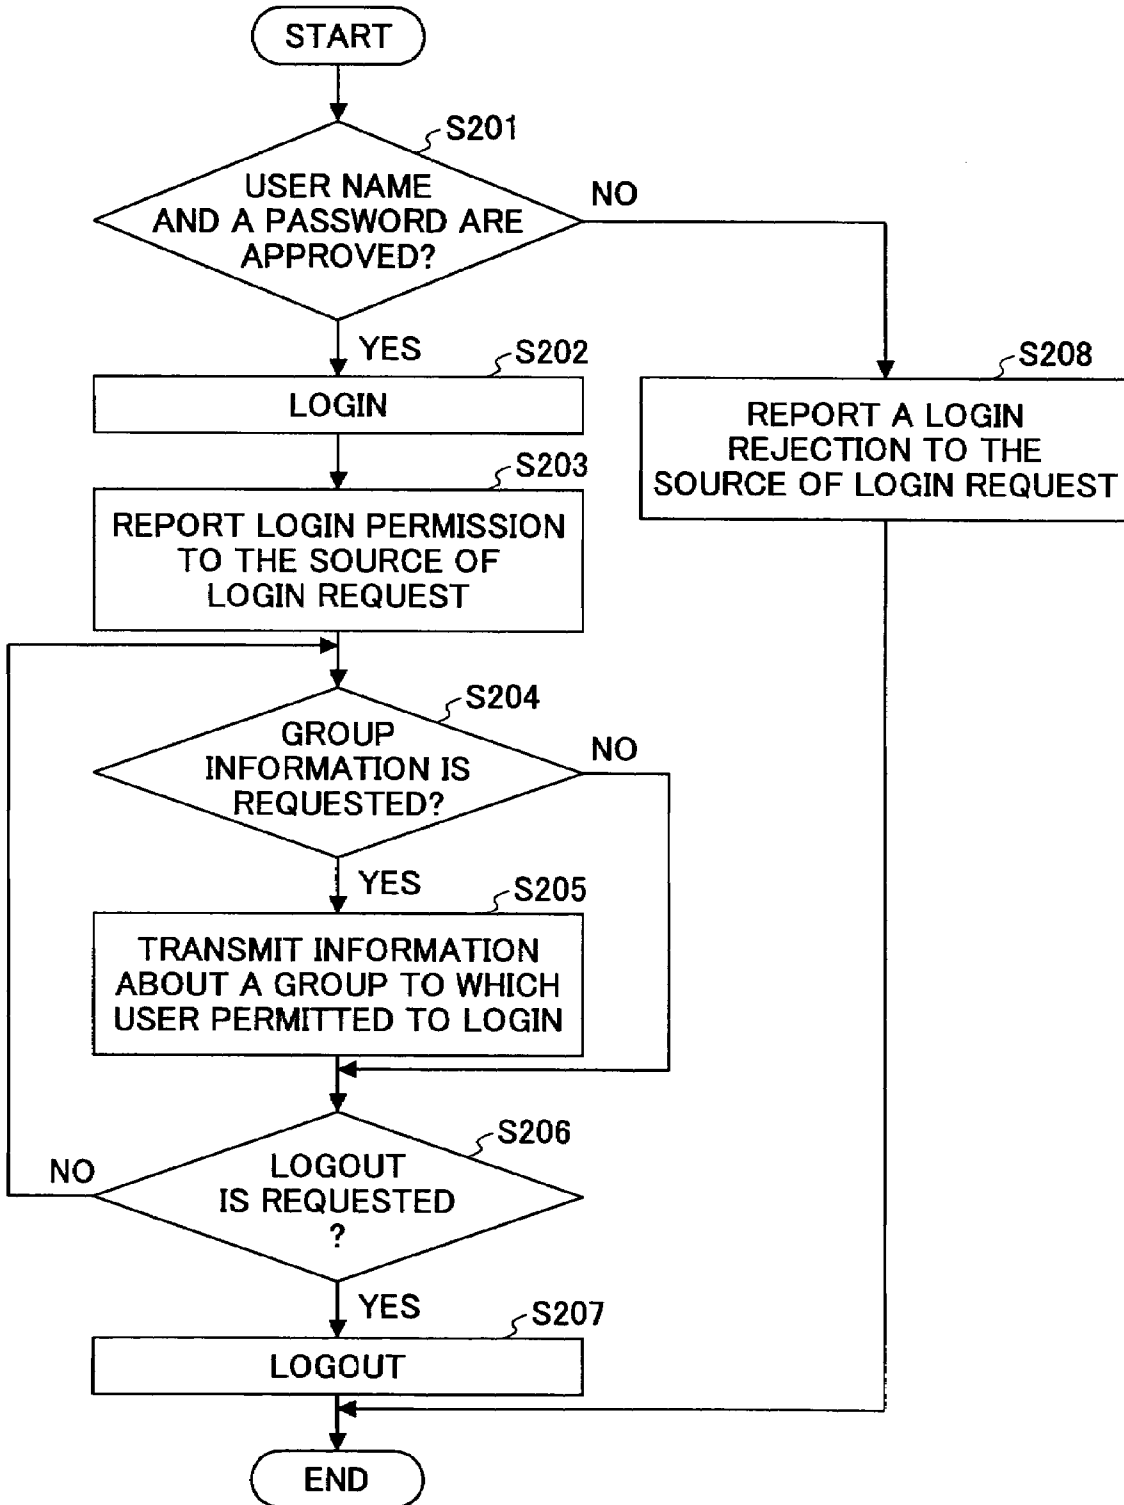 START
S201
USER NAME
AND A PASSWORD ARE
APPROVED?
NO
YES
S202
LOGIN
S208
REPORT A LOGIN
REJECTION TO THE
SOURCE OF LOGIN REQUEST
S203
REPORT LOGIN PERMISSION
TO THE SOURCE OF
LOGIN REQUEST
S204
GROUP
INFORMATION IS
REQUESTED?
NO
YES
S205
TRANSMIT INFORMATION
ABOUT A GROUP TO WHICH
USER PERMITTED TO LOGIN
S206
LOGOUT
IS REQUESTED
?
NO
YES
S207
LOGOUT
END